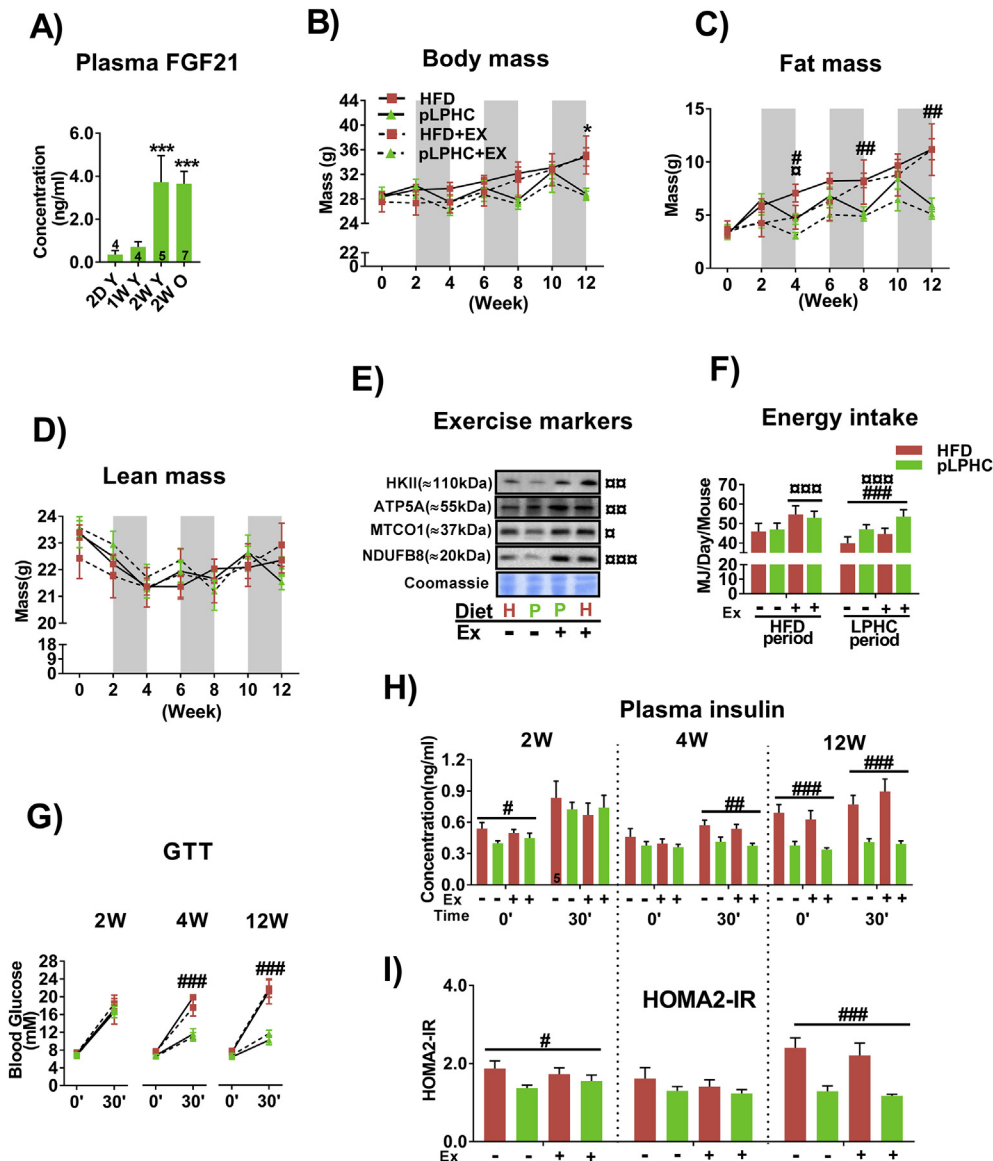 A)
Plasma FGF21
Concentration
(ng/ml)
6.0
4.0
2.0
0.0
***
***
4
4
5
7
2D Y
1W Y
2W Y
2W O
B)
Body mass
HFD
pLPHC
HFD+EX
pLPHC+EX
Mass (g)
44
40
36
32
28
22
0
*
0 2 4 6 8 10 12
(Week)
C)
Fat mass
Mass(g)
15
10
5
0
#
¤
##
##
0 2 4 6 8 10 12
(Week)
D)
Lean mass
Mass(g)
24
23
22
21
18
9
0
0 2 4 6 8 10 12
(Week)
E)
Exercise markers
HKII(≈110kDa) ¤¤
ATP5A(≈55kDa) ¤¤
MTCO1(≈37kDa) ¤
NDUFB8(≈20kDa) ¤¤¤
Coomassie
Diet H P P H
Ex - - + +
F)
Energy intake
HFD
pLPHC
MJ/Day/Mouse
70
60
50
40
20
0
¤¤¤
¤¤¤
###
Ex - - + + - - + +
HFD period
LPHC period
G)
GTT
2W 4W 12W
Blood Glucose
(mM)
28
24
20
16
12
8
4
0
###
###
0' 30' 0' 30' 0' 30'
H)
Plasma insulin
2W 4W 12W
Concentration(ng/ml)
1.2
0.9
0.6
0.3
0.0
#
##
###
###
5
Ex - - + + - - + + - - + + - - + + - - + + - - + +
Time 0' 30' 0' 30' 0' 30'
I)
HOMA2-IR
HOMA2-IR
4.0
2.0
0.0
#
###
Ex - - + + - - + + - - + +